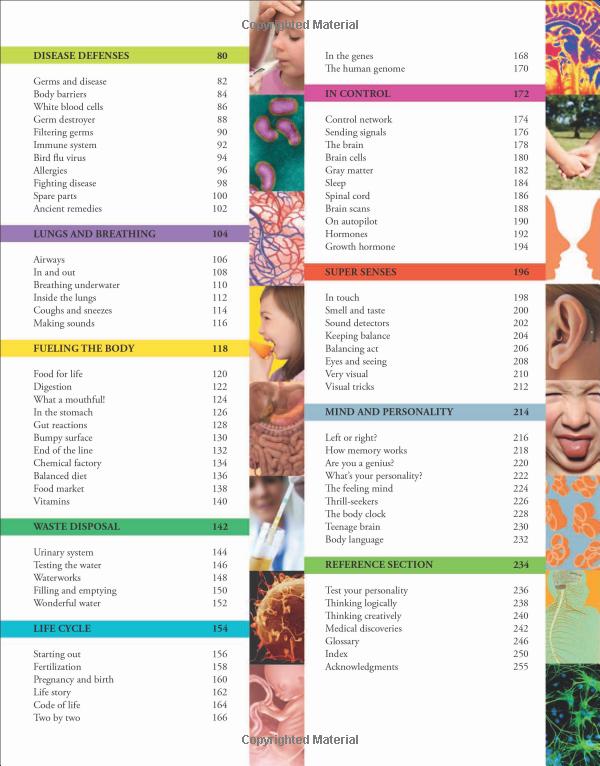 Copyrighted Material
DISEASE DEFENSES 80
Germs and disease 82
Body barriers 84
White blood cells 86
Germ destroyer 88
Filtering germs 90
Immune system 92
Bird flu virus 94
Allergies 96
Fighting disease 98
Spare parts 100
Ancient remedies 102
LUNGS AND BREATHING 104
Airways 106
In and out 108
Breathing underwater 110
Inside the lungs 112
Coughs and sneezes 114
Making sounds 116
FUELING THE BODY 118
Food for life 120
Digestion 122
What a mouthful! 124
In the stomach 126
Gut reactions 128
Bumpy surface 130
End of the line 132
Chemical factory 134
Balanced diet 136
Food market 138
Vitamins 140
WASTE DISPOSAL 142
Urinary system 144
Testing the water 146
Waterworks 148
Filling and emptying 150
Wonderful water 152
LIFE CYCLE 154
Starting out 156
Fertilization 158
Pregnancy and birth 160
Life story 162
Code of life 164
Two by two 166
In the genes 168
The human genome 170
IN CONTROL 172
Control network 174
Sending signals 176
The brain 178
Brain cells 180
Gray matter 182
Sleep 184
Spinal cord 186
Brain scans 188
On autopilot 190
Hormones 192
Growth hormone 194
SUPER SENSES 196
In touch 198
Smell and taste 200
Sound detectors 202
Keeping balance 204
Balancing act 206
Eyes and seeing 208
Very visual 210
Visual tricks 212
MIND AND PERSONALITY 214
Left or right? 216
How memory works 218
Are you a genius? 220
What's your personality? 222
The feeling mind 224
Thrill-seekers 226
The body clock 228
Teenage brain 230
Body language 232
REFERENCE SECTION 234
Test your personality 236
Thinking logically 238
Thinking creatively 240
Medical discoveries 242
Glossary 246
Index 250
Acknowledgments 255
Copyrighted Material